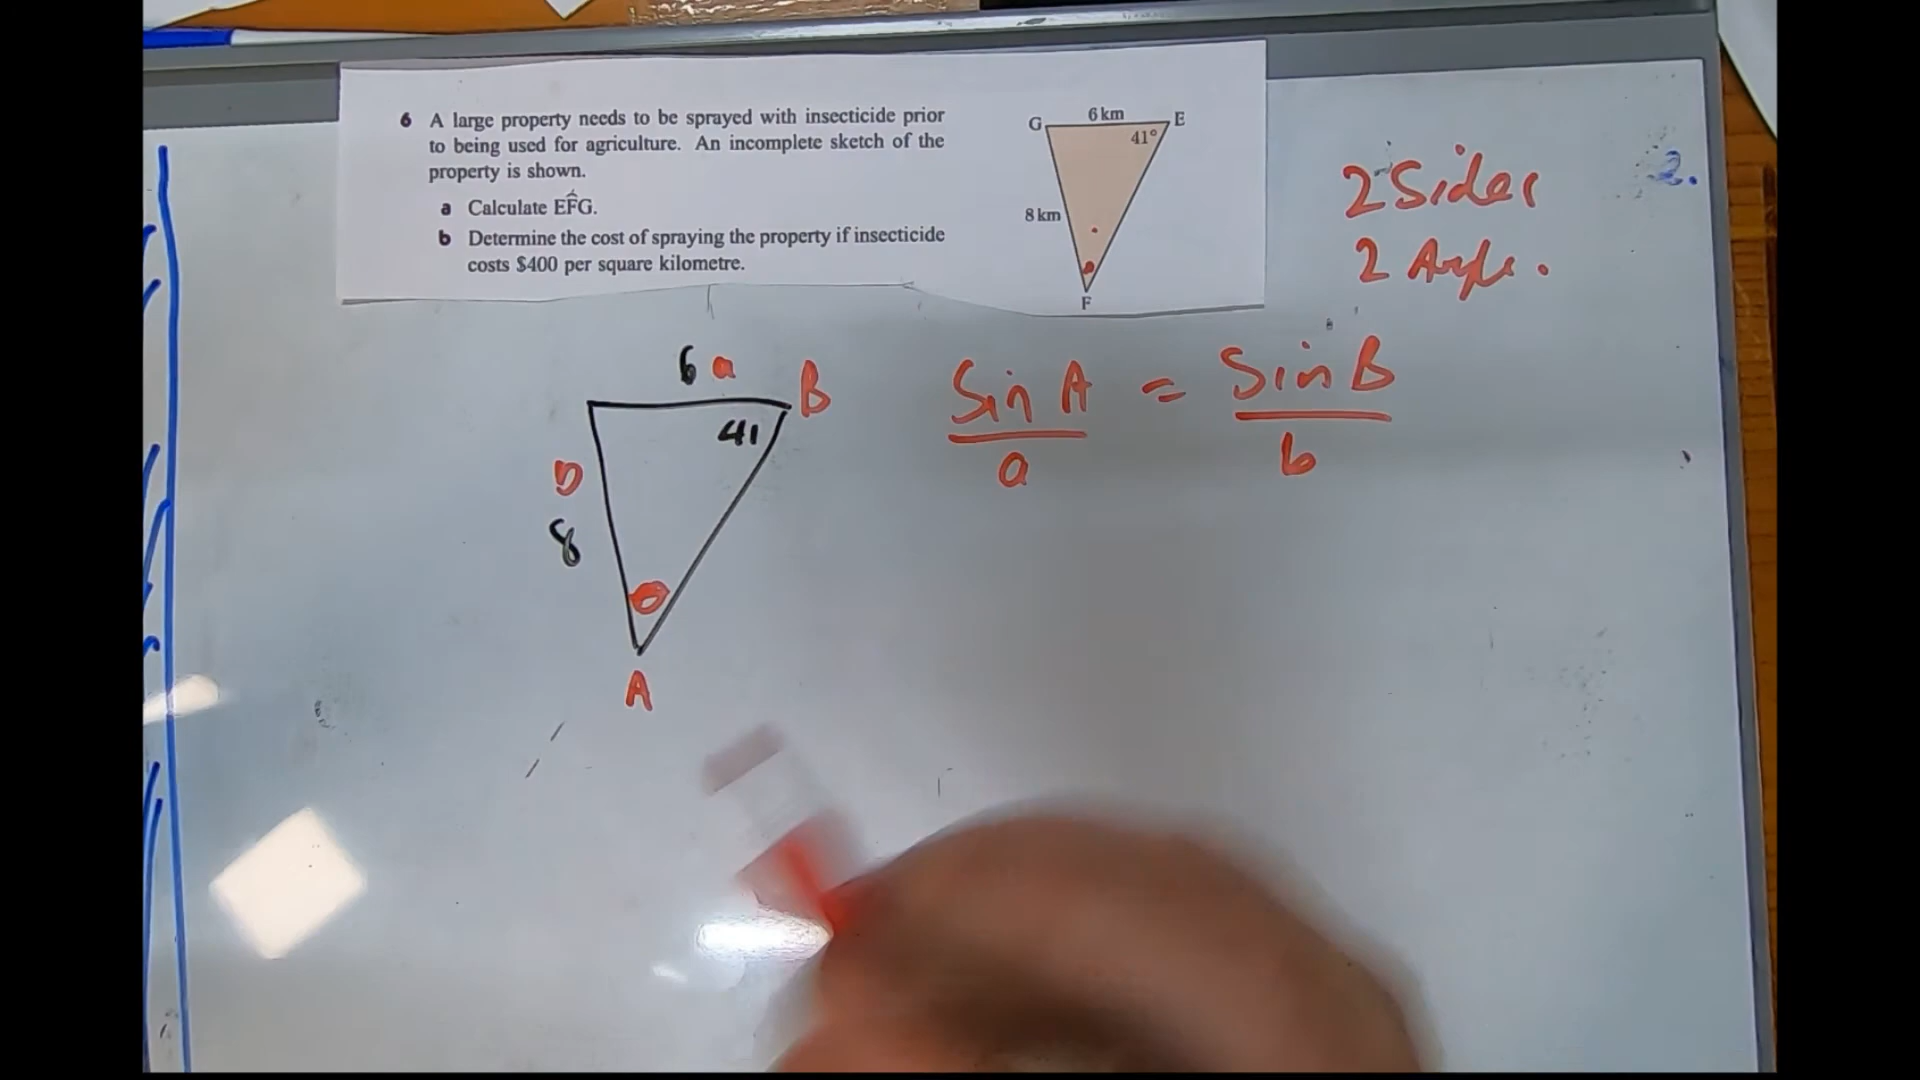 6 A large property needs to be sprayed with insecticide prior
to being used for agriculture. An incomplete sketch of the
property is shown.
a Calculate EF̂G.
b Determine the cost of spraying the property if insecticide
costs $400 per square kilometre.
6 km
G
E
41°
8 km
F
2 Sides
2.
2 Angle.
6 a
B
41
b
8
A
Sin A = Sin B
a b